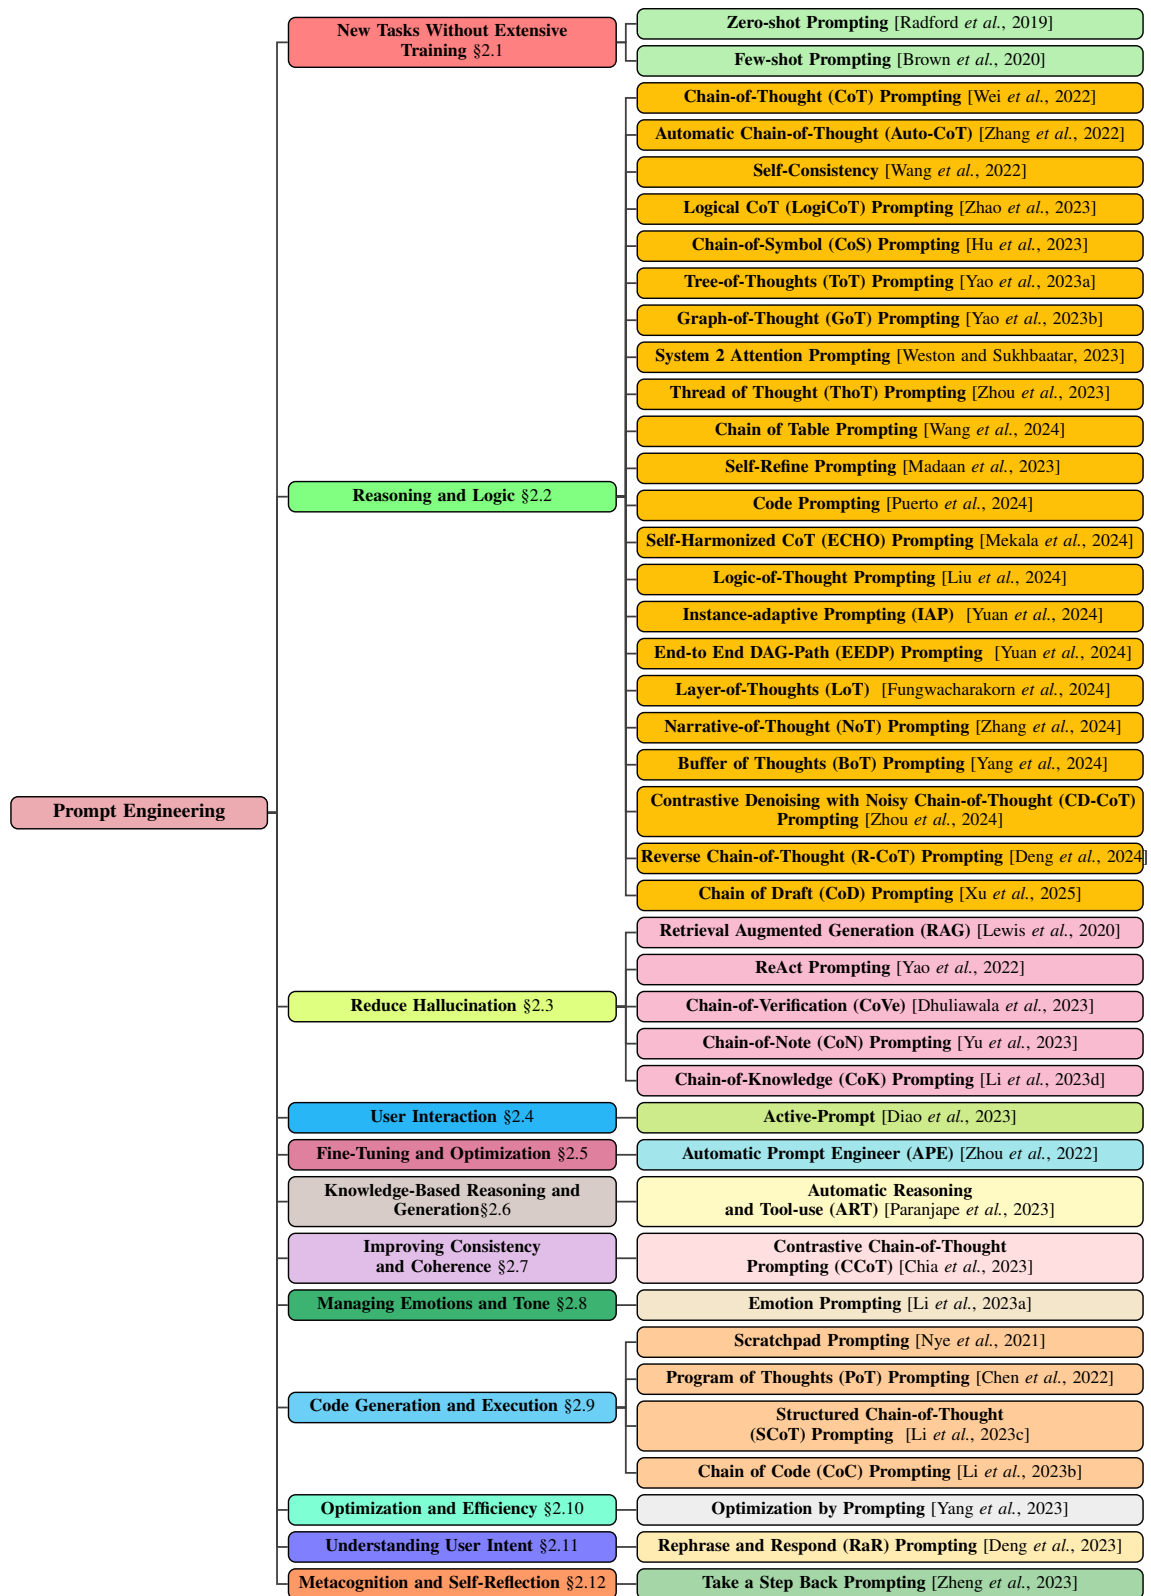 Prompt Engineering
New Tasks Without Extensive
Training §2.1
Zero-shot Prompting [Radford et al., 2019]
Few-shot Prompting [Brown et al., 2020]
Reasoning and Logic §2.2
Chain-of-Thought (CoT) Prompting [Wei et al., 2022]
Automatic Chain-of-Thought (Auto-CoT) [Zhang et al., 2022]
Self-Consistency [Wang et al., 2022]
Logical CoT (LogiCoT) Prompting [Zhao et al., 2023]
Chain-of-Symbol (CoS) Prompting [Hu et al., 2023]
Tree-of-Thoughts (ToT) Prompting [Yao et al., 2023a]
Graph-of-Thought (GoT) Prompting [Yao et al., 2023b]
System 2 Attention Prompting [Weston and Sukhbaatar, 2023]
Thread of Thought (ThoT) Prompting [Zhou et al., 2023]
Chain of Table Prompting [Wang et al., 2024]
Self-Refine Prompting [Madaan et al., 2023]
Code Prompting [Puerto et al., 2024]
Self-Harmonized CoT (ECHO) Prompting [Mekala et al., 2024]
Logic-of-Thought Prompting [Liu et al., 2024]
Instance-adaptive Prompting (IAP) [Yuan et al., 2024]
End-to End DAG-Path (EEDP) Prompting [Yuan et al., 2024]
Layer-of-Thoughts (LoT) [Fungwacharakorn et al., 2024]
Narrative-of-Thought (NoT) Prompting [Zhang et al., 2024]
Buffer of Thoughts (BoT) Prompting [Yang et al., 2024]
Contrastive Denoising with Noisy Chain-of-Thought (CD-CoT)
Prompting [Zhou et al., 2024]
Reverse Chain-of-Thought (R-CoT) Prompting [Deng et al., 2024]
Chain of Draft (CoD) Prompting [Xu et al., 2025]
Reduce Hallucination §2.3
Retrieval Augmented Generation (RAG) [Lewis et al., 2020]
ReAct Prompting [Yao et al., 2022]
Chain-of-Verification (CoVe) [Dhuliawala et al., 2023]
Chain-of-Note (CoN) Prompting [Yu et al., 2023]
Chain-of-Knowledge (CoK) Prompting [Li et al., 2023d]
User Interaction §2.4
Active-Prompt [Diao et al., 2023]
Fine-Tuning and Optimization §2.5
Automatic Prompt Engineer (APE) [Zhou et al., 2022]
Knowledge-Based Reasoning and
Generation§2.6
Automatic Reasoning
and Tool-use (ART) [Paranjape et al., 2023]
Improving Consistency
and Coherence §2.7
Contrastive Chain-of-Thought
Prompting (CCoT) [Chia et al., 2023]
Managing Emotions and Tone §2.8
Emotion Prompting [Li et al., 2023a]
Code Generation and Execution §2.9
Scratchpad Prompting [Nye et al., 2021]
Program of Thoughts (PoT) Prompting [Chen et al., 2022]
Structured Chain-of-Thought
(SCoT) Prompting [Li et al., 2023c]
Chain of Code (CoC) Prompting [Li et al., 2023b]
Optimization and Efficiency §2.10
Optimization by Prompting [Yang et al., 2023]
Understanding User Intent §2.11
Rephrase and Respond (RaR) Prompting [Deng et al., 2023]
Metacognition and Self-Reflection §2.12
Take a Step Back Prompting [Zheng et al., 2023]